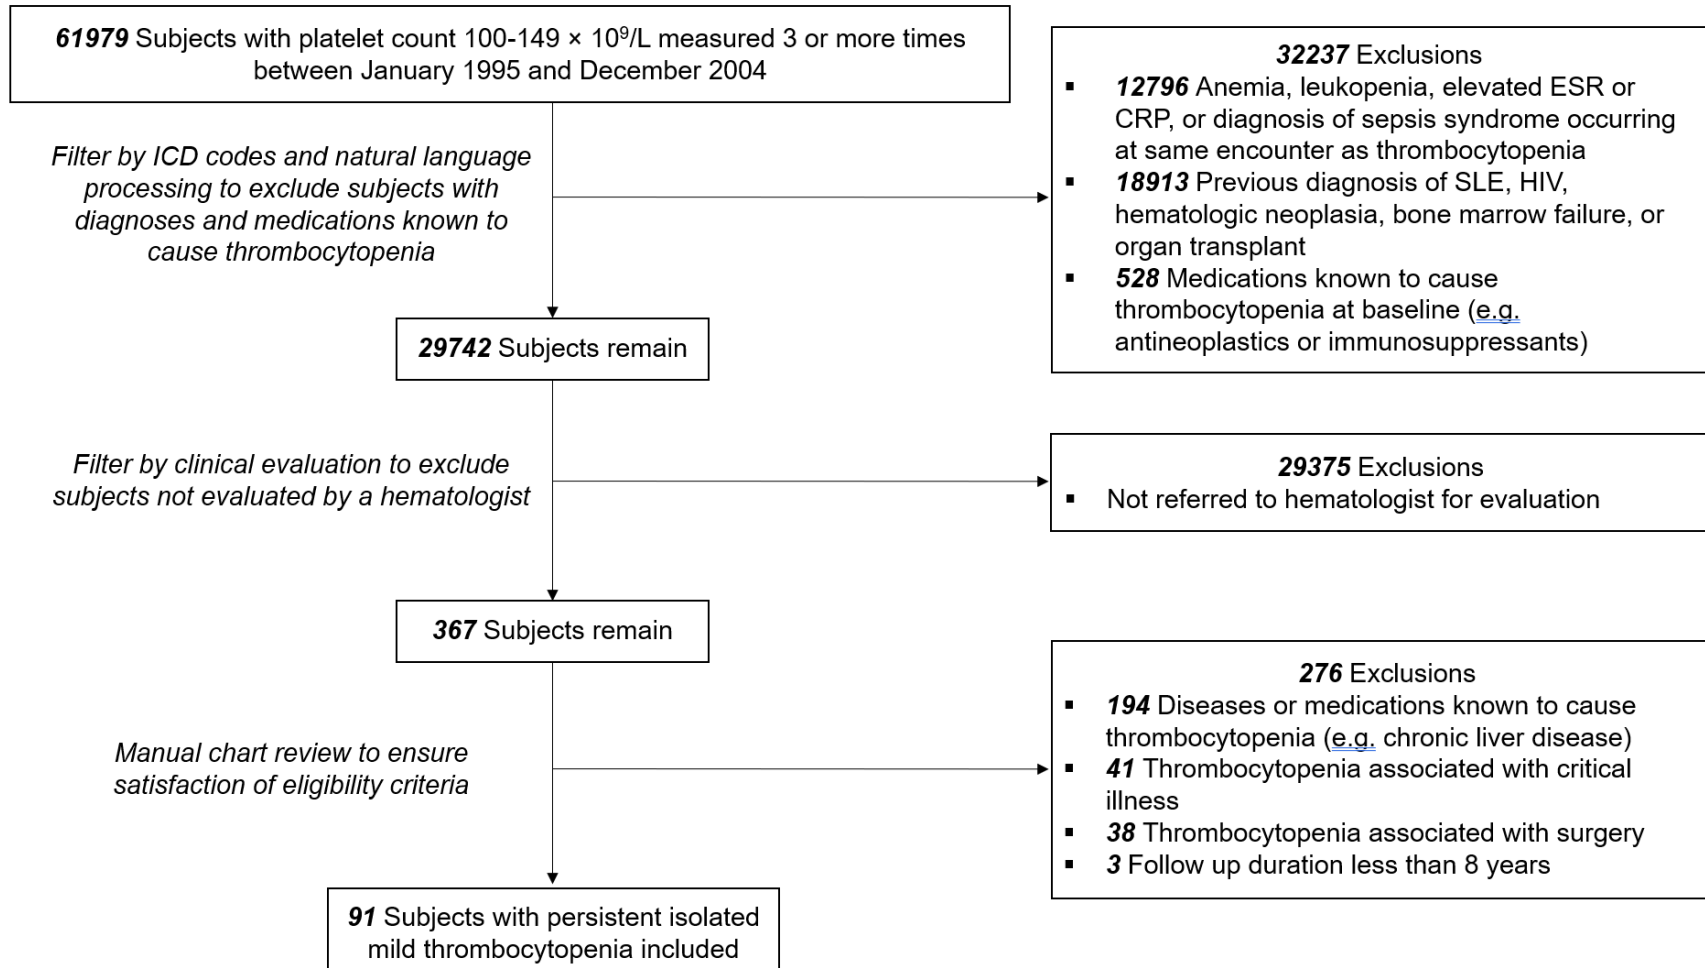 61979 Subjects with platelet count 100-149 × 10⁹/L measured 3 or more times
between January 1995 and December 2004
32237 Exclusions
▪ 12796 Anemia, leukopenia, elevated ESR or
CRP, or diagnosis of sepsis syndrome occurring
at same encounter as thrombocytopenia
▪ 18913 Previous diagnosis of SLE, HIV,
hematologic neoplasia, bone marrow failure, or
organ transplant
▪ 528 Medications known to cause
thrombocytopenia at baseline (e.g.
antineoplastics or immunosuppressants)
Filter by ICD codes and natural language
processing to exclude subjects with
diagnoses and medications known to
cause thrombocytopenia
29742 Subjects remain
Filter by clinical evaluation to exclude
subjects not evaluated by a hematologist
29375 Exclusions
▪ Not referred to hematologist for evaluation
367 Subjects remain
276 Exclusions
▪ 194 Diseases or medications known to cause
thrombocytopenia (e.g. chronic liver disease)
▪ 41 Thrombocytopenia associated with critical
illness
▪ 38 Thrombocytopenia associated with surgery
▪ 3 Follow up duration less than 8 years
Manual chart review to ensure
satisfaction of eligibility criteria
91 Subjects with persistent isolated
mild thrombocytopenia included